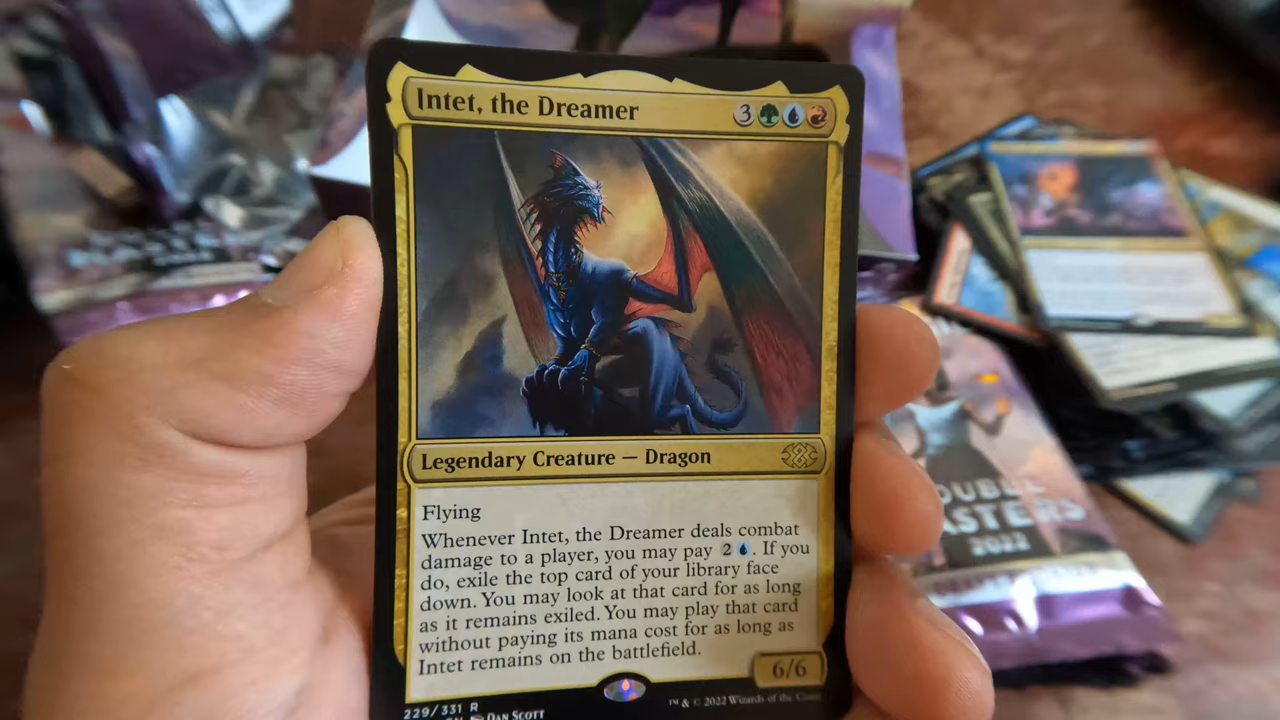 Intet, the Dreamer
3
Legendary Creature — Dragon
Flying
Whenever Intet, the Dreamer deals combat
damage to a player, you may pay 2 . If you
do, exile the top card of your library face
down. You may look at that card for as long
as it remains exiled. You may play that card
without paying its mana cost for as long as
Intet remains on the battlefield.
6/6
229/331 R
DAN SCOTT
™ & © 2022 Wizards of the Coast
DOUBLE
MASTERS
2022